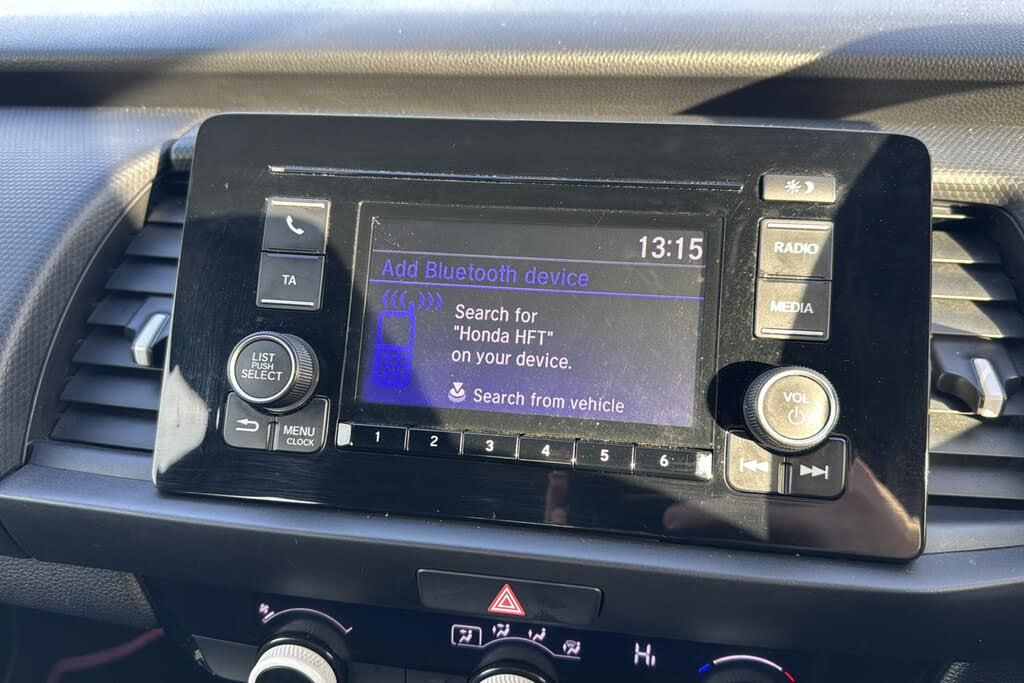 13:15
Add Bluetooth device
Search for
"Honda HFT"
on your device.
Search from vehicle
TA
LIST
PUSH
SELECT
MENU
CLOCK
1 2 3 4 5 6
RADIO
MEDIA
VOL
HI